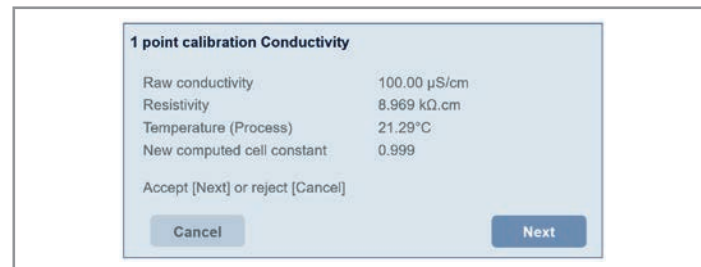 1 point calibration Conductivity
Raw conductivity 100.00 µS/cm
Resistivity 8.969 kΩ.cm
Temperature (Process) 21.29°C
New computed cell constant 0.999
Accept [Next] or reject [Cancel]
Cancel Next